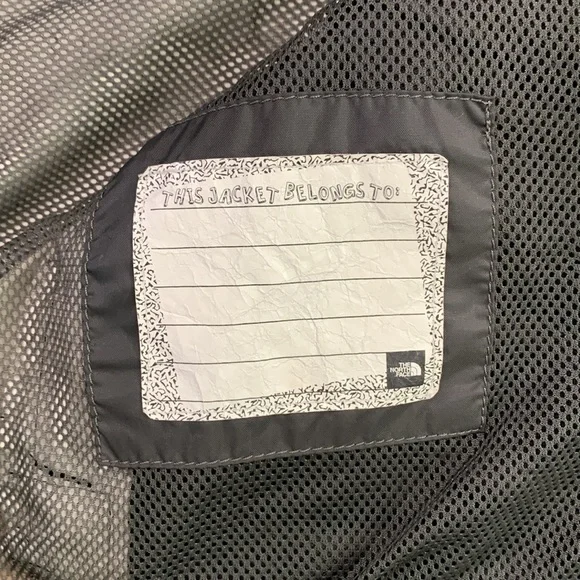 THIS JACKET BELONGS TO:
THE
NORTH
FACE